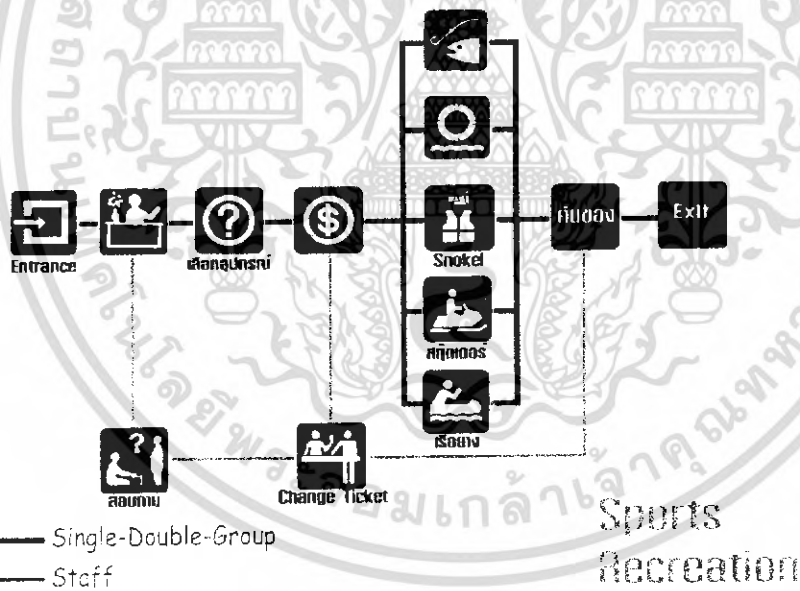 คืนของ
Exit
Entrance
เลือกอุปกรณ์
Snokel
สกู๊ตเตอร์
เรือยาง
สอบถาม
Change Ticket
Single-Double-Group
Staff
Sports
Recreation